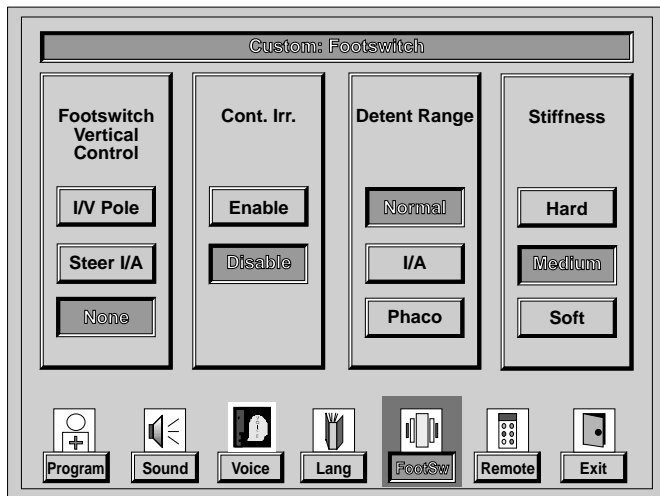 Custom: Footswitch
Footswitch
Vertical
Control
I/V Pole
Steer I/A
None
Cont. Irr.
Enable
Disable
Detent Range
Normal
I/A
Phaco
Stiffness
Hard
Medium
Soft
Program
Sound
Voice
Lang
FootSw
Remote
Exit